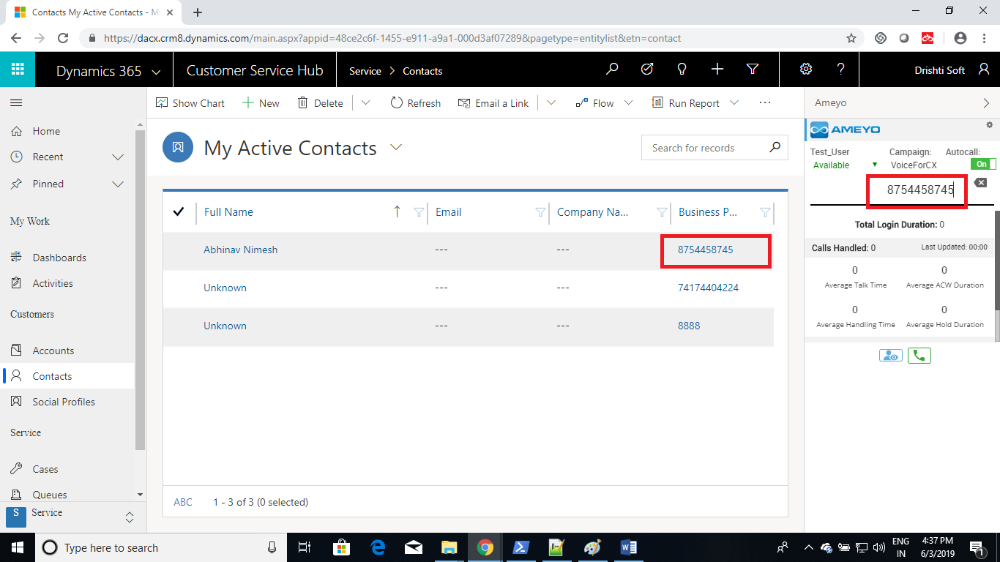 Contacts My Active Contacts - Mi
https://dacx.crm8.dynamics.com/main.aspx?appid=48ce2c6f-1455-e911-a9a1-000d3af07289&pagetype=entitylist&etn=contact
Dynamics 365
Customer Service Hub
Service > Contacts
Drishti Soft
Show Chart
New
Delete
Refresh
Email a Link
Flow
Run Report
Ameyo
Home
Recent
Pinned
My Work
Dashboards
Activities
Customers
Accounts
Contacts
Social Profiles
Service
Cases
Queues
S Service
My Active Contacts
Search for records
Full Name Email Company Na... Business P...
Abhinav Nimesh --- --- 8754458745
Unknown --- --- 74174404224
Unknown --- --- 8888
ABC 1 - 3 of 3 (0 selected)
AMEYO
Test_User Campaign: Autocall:
Available VoiceForCX On
8754458745
Total Login Duration: 0
Calls Handled: 0 Last Updated: 00:00
0 0
Average Talk Time Average ACW Duration
0 0
Average Handling Time Average Hold Duration
Type here to search
ENG
IN
4:37 PM
6/3/2019
1